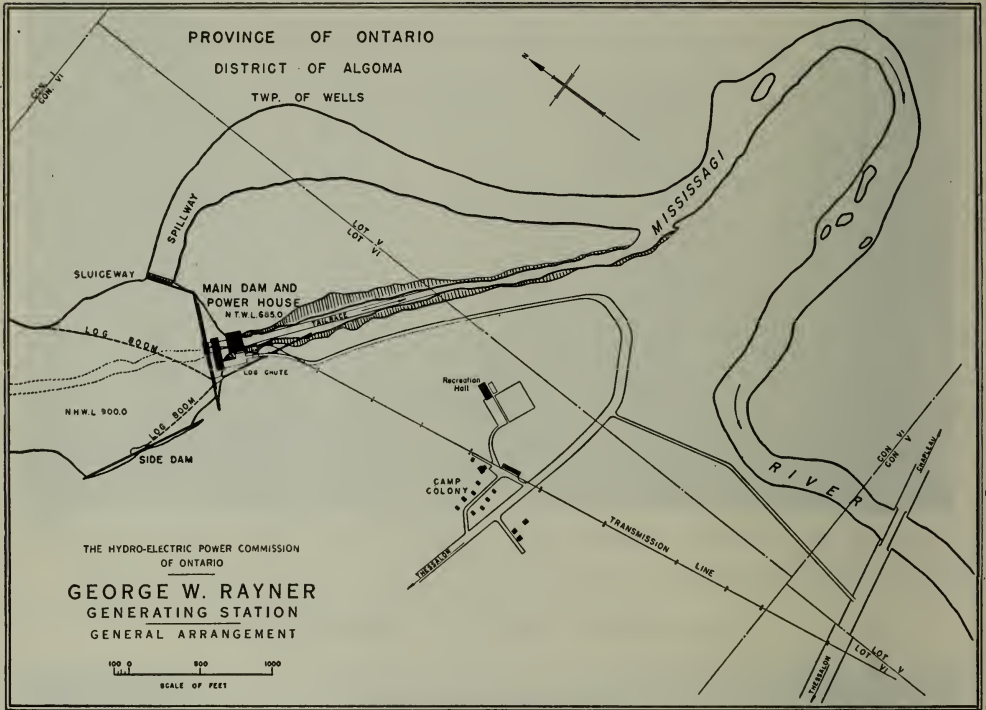 PROVINCE OF ONTARIO
DISTRICT OF ALGOMA
TWP. OF WELLS
N
CON. VI
MISSISSAGI
SPILLWAY
LOT V
LOT VI
SLUICEWAY
MAIN DAM AND
POWER HOUSE
N T.W.L. 685.0
TAILRACE
LOG BOOM
LOG CHUTE
Recreation
Hall
N H.W.L 900.0
LOG BOOM
SIDE DAM
CAMP
COLONY
CON. VI
CON V
CHAPLEAU
RIVER
TRANSMISSION
LINE
THESSALON
THE HYDRO-ELECTRIC POWER COMMISSION
OF ONTARIO
GEORGE W. RAYNER
GENERATING STATION
GENERAL ARRANGEMENT
LOT V
LOT VI
THESSALON
100 0 500 1000
SCALE OF FEET